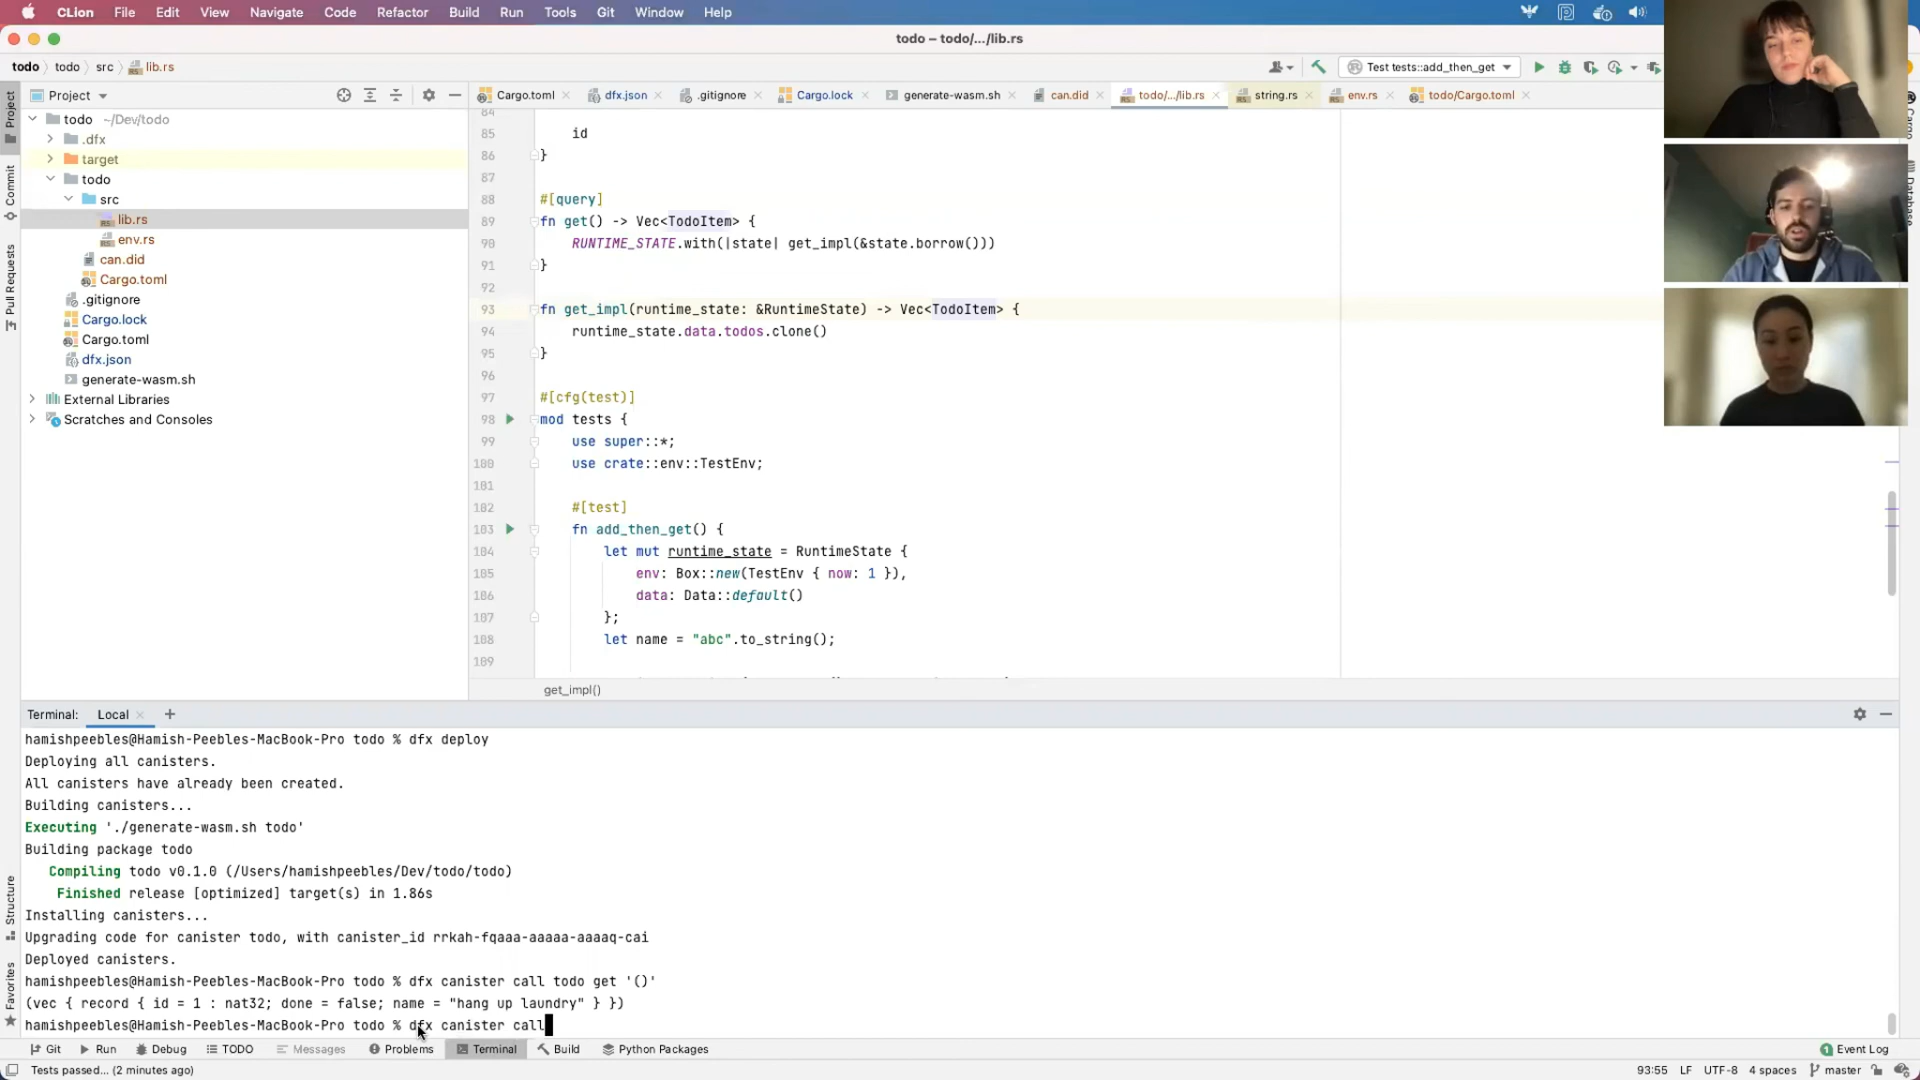 CLion File Edit View Navigate Code Refactor Build Run Tools Git Window Help
todo – todo/.../lib.rs
todo todo src lib.rs
Test tests::add_then_get
Project
Cargo.toml dfx.json .gitignore Cargo.lock generate-wasm.sh can.did todo/.../lib.rs string.rs env.rs todo/Cargo.toml
todo ~/Dev/todo
.dfx
target
todo
src
lib.rs
env.rs
can.did
Cargo.toml
.gitignore
Cargo.lock
Cargo.toml
dfx.json
generate-wasm.sh
External Libraries
Scratches and Consoles
Project
Commit
Pull Requests
Structure
Favorites
Cargo
Database
84
85 id
86 }
87
88 #[query]
89 fn get() -> Vec<TodoItem> {
90 RUNTIME_STATE.with(|state| get_impl(&state.borrow()))
91 }
92
93 fn get_impl(runtime_state: &RuntimeState) -> Vec<TodoItem> {
94 runtime_state.data.todos.clone()
95 }
96
97 #[cfg(test)]
98 mod tests {
99 use super::*;
100 use crate::env::TestEnv;
101
102 #[test]
103 fn add_then_get() {
104 let mut runtime_state = RuntimeState {
105 env: Box::new(TestEnv { now: 1 }),
106 data: Data::default()
107 };
108 let name = "abc".to_string();
109
get_impl()
Terminal: Local
hamishpeebles@Hamish-Peebles-MacBook-Pro todo % dfx deploy
Deploying all canisters.
All canisters have already been created.
Building canisters...
Executing './generate-wasm.sh todo'
Building package todo
Compiling todo v0.1.0 (/Users/hamishpeebles/Dev/todo/todo)
Finished release [optimized] target(s) in 1.86s
Installing canisters...
Upgrading code for canister todo, with canister_id rrkah-fqaaa-aaaaa-aaaaq-cai
Deployed canisters.
hamishpeebles@Hamish-Peebles-MacBook-Pro todo % dfx canister call todo get '()'
(vec { record { id = 1 : nat32; done = false; name = "hang up laundry" } })
hamishpeebles@Hamish-Peebles-MacBook-Pro todo % dfx canister call
Git Run Debug TODO Messages Problems Terminal Build Python Packages 1 Event Log
Tests passed... (2 minutes ago) 93:55 LF UTF-8 4 spaces master